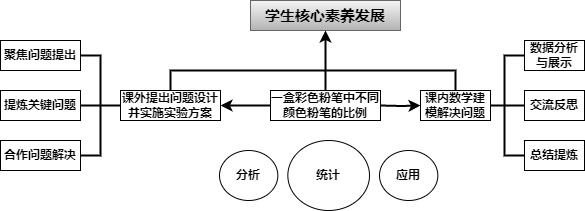 学生核心素养发展
聚焦问题提出
提炼关键问题
合作问题解决
课外提出问题设计
并实施实验方案
一盒彩色粉笔中不同
颜色粉笔的比例
课内数学建
模解决问题
数据分析
与展示
交流反思
总结提炼
分析
统计
应用